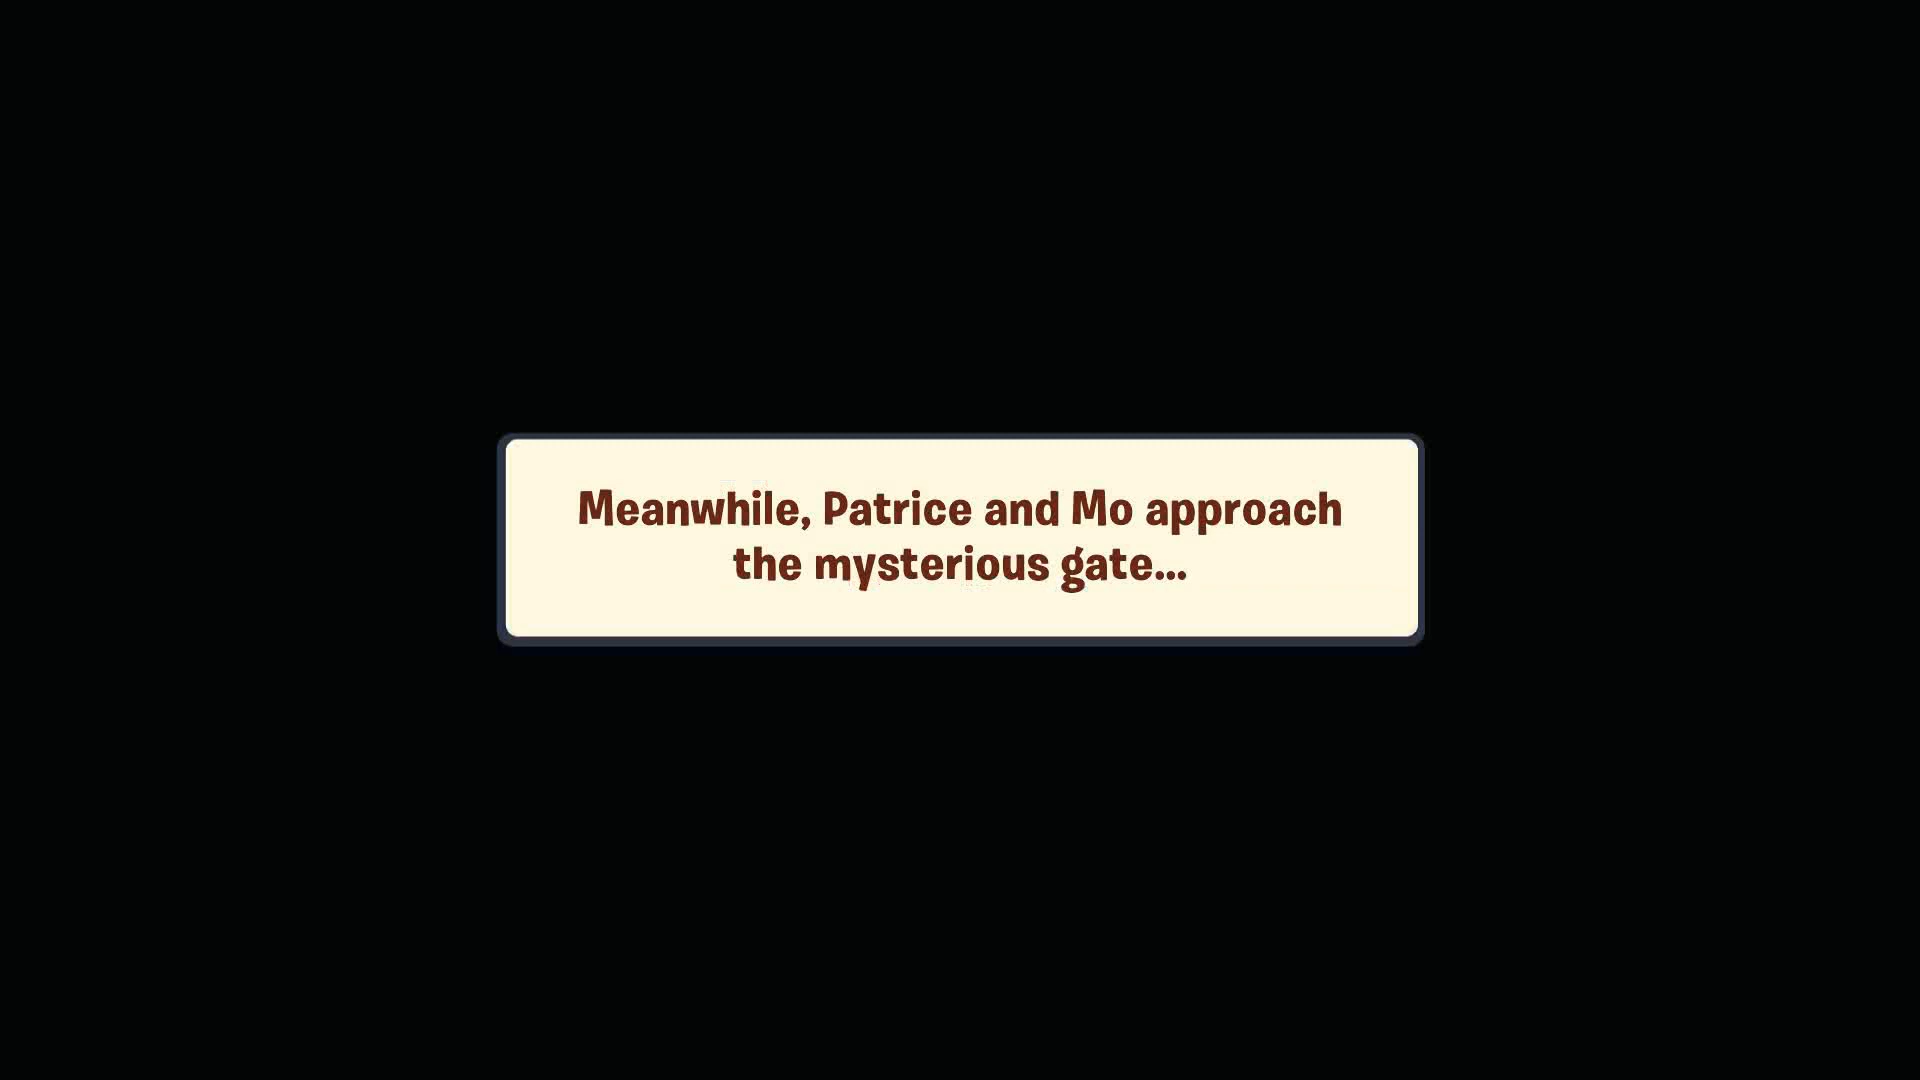 Meanwhile, Patrice and Mo approach
the mysterious gate...